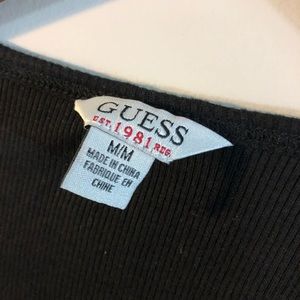 GUESS
EST. 1981 REG.
M/M
MADE IN CHINA
FABRIQUÉ EN
CHINE